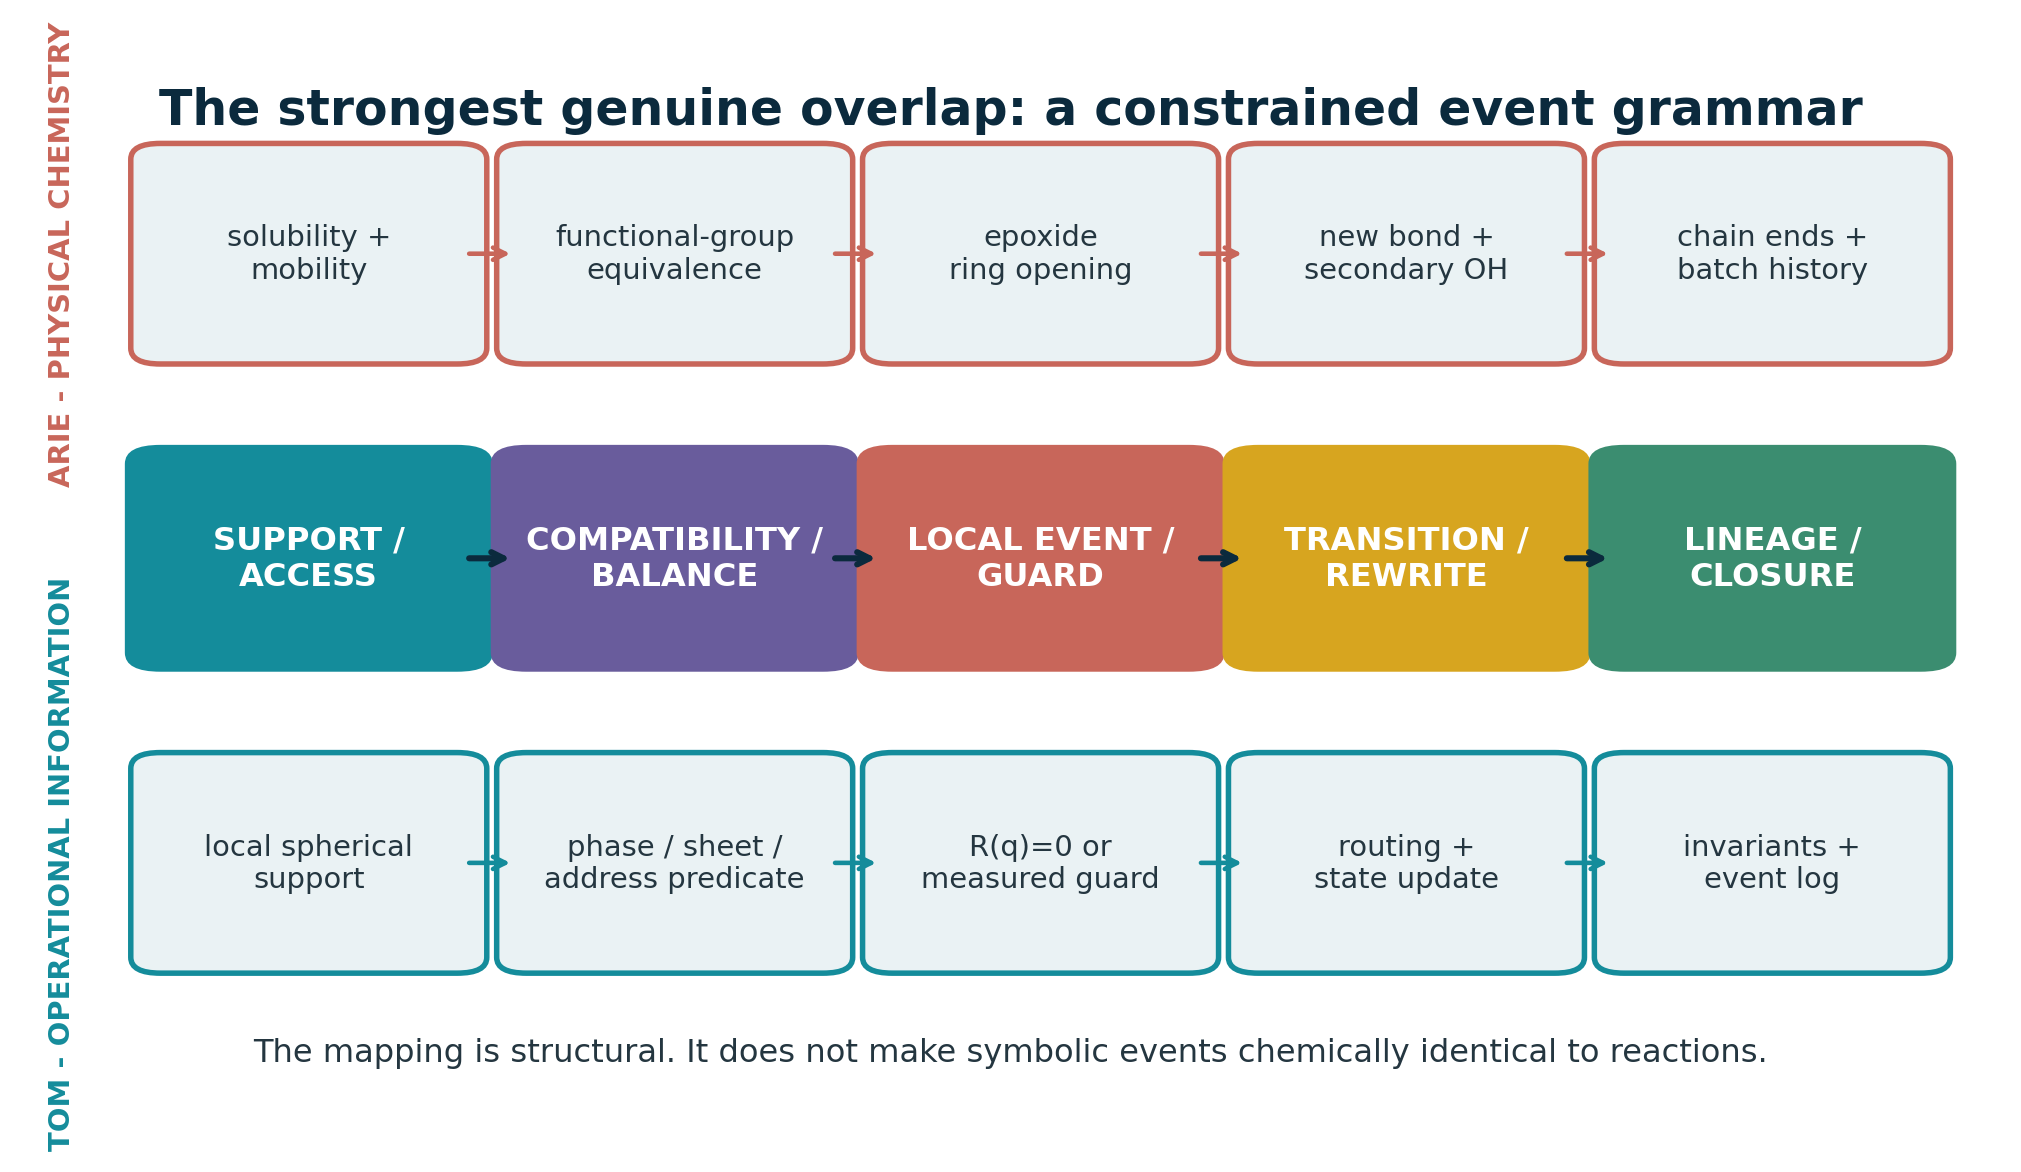 The strongest genuine overlap: a constrained event grammar
ARIE - PHYSICAL CHEMISTRY
solubility +
mobility
functional-group
equivalence
epoxide
ring opening
new bond +
secondary OH
chain ends +
batch history
SUPPORT /
ACCESS
COMPATIBILITY /
BALANCE
LOCAL EVENT /
GUARD
TRANSITION /
REWRITE
LINEAGE /
CLOSURE
TOM - OPERATIONAL INFORMATION
local spherical
support
phase / sheet /
address predicate
R(q)=0 or
measured guard
routing +
state update
invariants +
event log
The mapping is structural. It does not make symbolic events chemically identical to reactions.